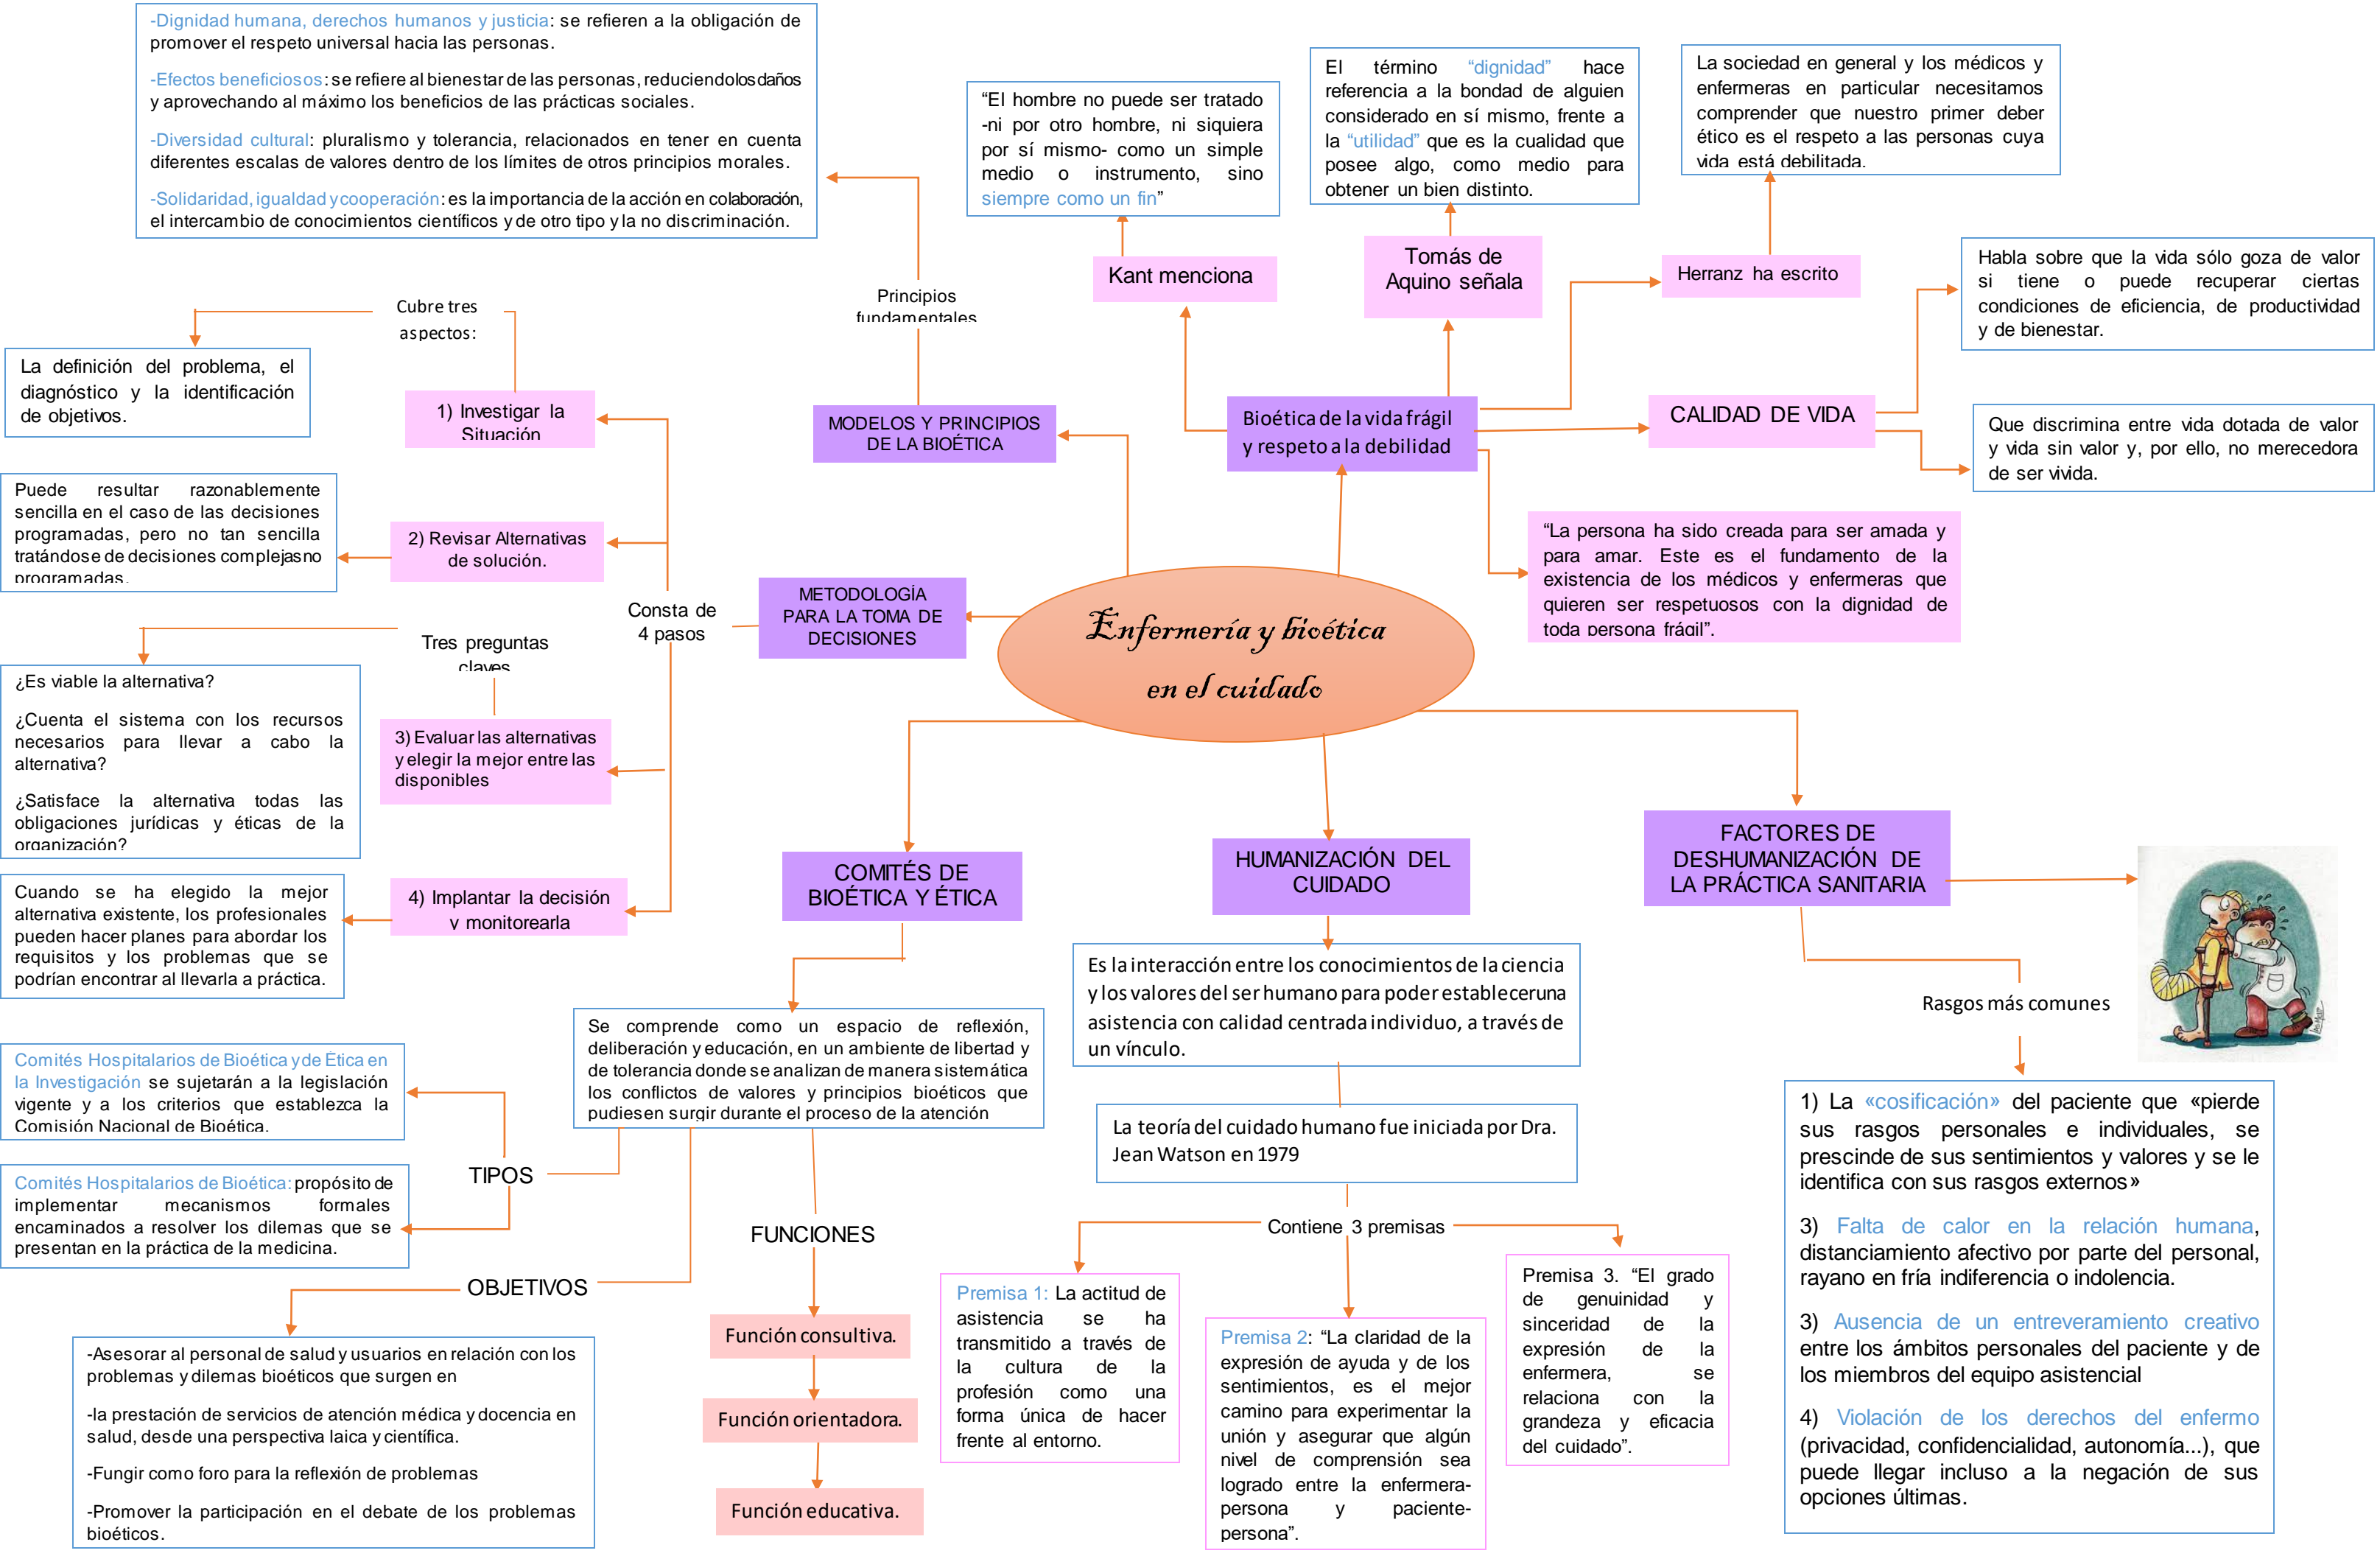 -Dignidad humana, derechos humanos y justicia: se refieren a la obligación de
promover el respeto universal hacia las personas.
-Efectos beneficiosos: se refiere al bienestar de las personas, reduciendo los daños
y aprovechando al máximo los beneficios de las prácticas sociales.
-Diversidad cultural: pluralismo y tolerancia, relacionados en tener en cuenta
diferentes escalas de valores dentro de los límites de otros principios morales.
-Solidaridad, igualdad y cooperación: es la importancia de la acción en colaboración,
el intercambio de conocimientos científicos y de otro tipo y la no discriminación.
Principios
fundamentales
MODELOS Y PRINCIPIOS
DE LA BIOÉTICA
“El hombre no puede ser tratado
-ni por otro hombre, ni siquiera
por sí mismo- como un simple
medio o instrumento, sino
siempre como un fin”
Kant menciona
El término “dignidad” hace
referencia a la bondad de alguien
considerado en sí mismo, frente a
la “utilidad” que es la cualidad que
posee algo, como medio para
obtener un bien distinto.
Tomás de
Aquino señala
La sociedad en general y los médicos y
enfermeras en particular necesitamos
comprender que nuestro primer deber
ético es el respeto a las personas cuya
vida está debilitada.
Herranz ha escrito
Habla sobre que la vida sólo goza de valor
si tiene o puede recuperar ciertas
condiciones de eficiencia, de productividad
y de bienestar.
Bioética de la vida frágil
y respeto a la debilidad
CALIDAD DE VIDA
Que discrimina entre vida dotada de valor
y vida sin valor y, por ello, no merecedora
de ser vivida.
“La persona ha sido creada para ser amada y
para amar. Este es el fundamento de la
existencia de los médicos y enfermeras que
quieren ser respetuosos con la dignidad de
toda persona frágil”.
Cubre tres
aspectos:
La definición del problema, el
diagnóstico y la identificación
de objetivos.
1) Investigar la
Situación
Puede resultar razonablemente
sencilla en el caso de las decisiones
programadas, pero no tan sencilla
tratándose de decisiones complejas no
programadas.
2) Revisar Alternativas
de solución.
Consta de
4 pasos
METODOLOGÍA
PARA LA TOMA DE
DECISIONES
Enfermería y bioética
en el cuidado
Tres preguntas
claves
¿Es viable la alternativa?
¿Cuenta el sistema con los recursos
necesarios para llevar a cabo la
alternativa?
¿Satisface la alternativa todas las
obligaciones jurídicas y éticas de la
organización?
3) Evaluar las alternativas
y elegir la mejor entre las
disponibles
Cuando se ha elegido la mejor
alternativa existente, los profesionales
pueden hacer planes para abordar los
requisitos y los problemas que se
podrían encontrar al llevarla a práctica.
4) Implantar la decisión
y monitorearla
COMITÉS DE
BIOÉTICA Y ÉTICA
Se comprende como un espacio de reflexión,
deliberación y educación, en un ambiente de libertad y
de tolerancia donde se analizan de manera sistemática
los conflictos de valores y principios bioéticos que
pudiesen surgir durante el proceso de la atención
Comités Hospitalarios de Bioética y de Ética en
la Investigación se sujetarán a la legislación
vigente y a los criterios que establezca la
Comisión Nacional de Bioética.
TIPOS
Comités Hospitalarios de Bioética: propósito de
implementar mecanismos formales
encaminados a resolver los dilemas que se
presentan en la práctica de la medicina.
OBJETIVOS
-Asesorar al personal de salud y usuarios en relación con los
problemas y dilemas bioéticos que surgen en
-la prestación de servicios de atención médica y docencia en
salud, desde una perspectiva laica y científica.
-Fungir como foro para la reflexión de problemas
-Promover la participación en el debate de los problemas
bioéticos.
FUNCIONES
Función consultiva.
Función orientadora.
Función educativa.
HUMANIZACIÓN DEL
CUIDADO
Es la interacción entre los conocimientos de la ciencia
y los valores del ser humano para poder establecer una
asistencia con calidad centrada individuo, a través de
un vínculo.
La teoría del cuidado humano fue iniciada por Dra.
Jean Watson en 1979
Contiene 3 premisas
Premisa 1: La actitud de
asistencia se ha
transmitido a través de
la cultura de la
profesión como una
forma única de hacer
frente al entorno.
Premisa 2: “La claridad de la
expresión de ayuda y de los
sentimientos, es el mejor
camino para experimentar la
unión y asegurar que algún
nivel de comprensión sea
logrado entre la enfermera-
persona y paciente-
persona”.
Premisa 3. “El grado
de genuinidad y
sinceridad de la
expresión de la
enfermera, se
relaciona con la
grandeza y eficacia
del cuidado”.
FACTORES DE
DESHUMANIZACIÓN DE
LA PRÁCTICA SANITARIA
Rasgos más comunes
1) La «cosificación» del paciente que «pierde
sus rasgos personales e individuales, se
prescinde de sus sentimientos y valores y se le
identifica con sus rasgos externos»
3) Falta de calor en la relación humana,
distanciamiento afectivo por parte del personal,
rayano en fría indiferencia o indolencia.
3) Ausencia de un entreveramiento creativo
entre los ámbitos personales del paciente y de
los miembros del equipo asistencial
4) Violación de los derechos del enfermo
(privacidad, confidencialidad, autonomía...), que
puede llegar incluso a la negación de sus
opciones últimas.